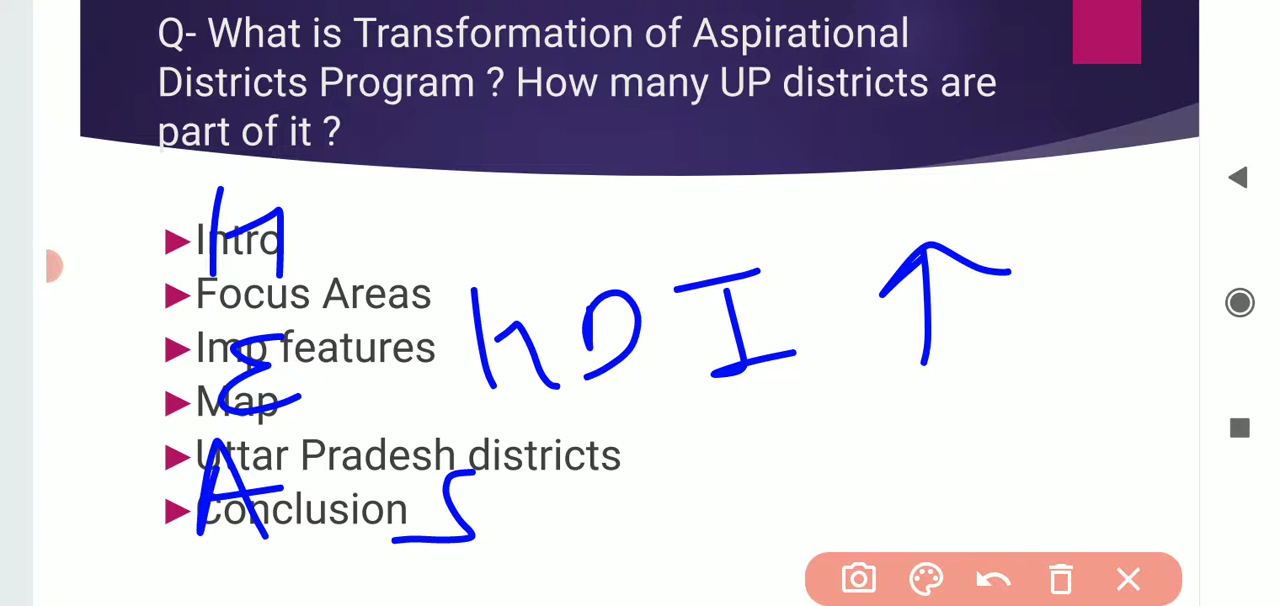 Q- What is Transformation of Aspirational
Districts Program ? How many UP districts are
part of it ?
Intro
H
Focus Areas
Imp features
hDI
E
Map
Uttar Pradesh districts
A
Conclusion
S